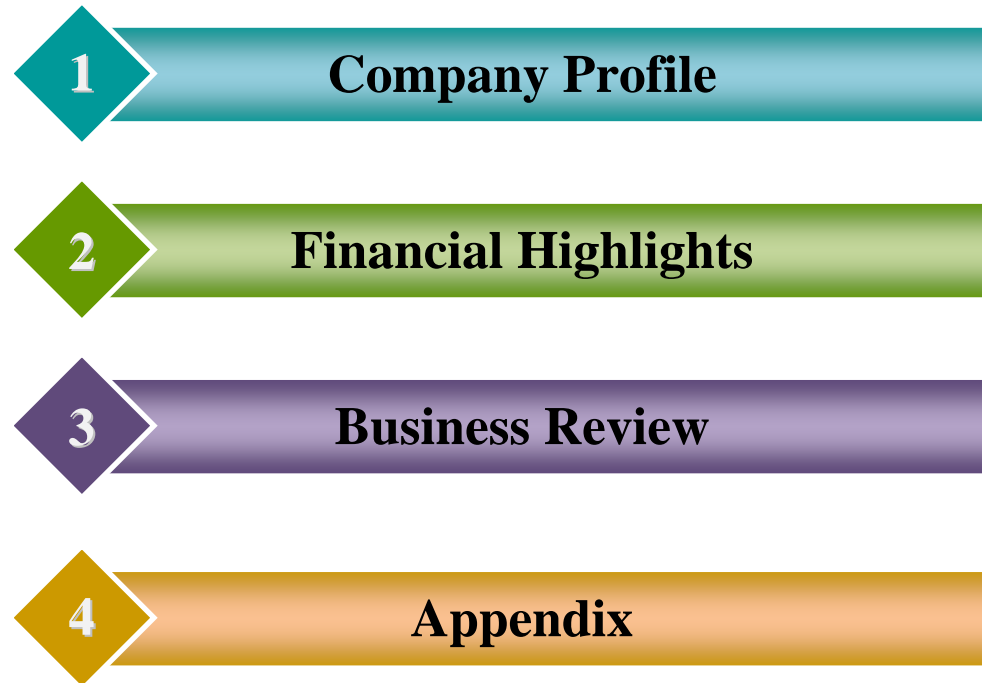 1 Company Profile
2 Financial Highlights
3 Business Review
4 Appendix